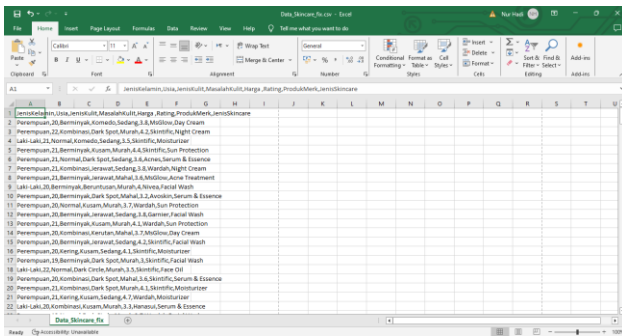 Data_Skincare_fix.csv - Excel
Nur Hedi
File Home Insert Page Layout Formulas Data Review View Help Tell me what you want to do
Paste
Calibri 11
Wrap Text
General
Merge & Center
Conditional Formatting
Format as Table
Cell Styles
Insert
Delete
Format
Sort & Filter
Find & Select
Add-ins
Clipboard Font Alignment Number Styles Cells Editing Add-ins
A1 JenisKelamin,Usia,JenisKulit,MasalahKulit,Harga ,Rating,ProdukMerk,JenisSkincare
A B C D E F G H I J K L M N O P Q R S T U
1 JenisKelamin,Usia,JenisKulit,MasalahKulit,Harga ,Rating,ProdukMerk,JenisSkincare
2 Perempuan,20,Berminyak,Komedo,Sedang,3.8,MsGlow,Day Cream
3 Perempuan,22,Kombinasi,Dark Spot,Murah,4.2,Skintific,Night Cream
4 Laki-Laki,21,Normal,Komedo,Sedang,3.5,Skintific,Moisturizer
5 Perempuan,21,Berminyak,Kusam,Murah,4.4,Skintific,Sun Protection
6 Perempuan,21,Normal,Dark Spot,Sedang,3.6,Acnes,Serum & Essence
7 Perempuan,21,Kombinasi,Jerawat,Sedang,3.8,Wardah,Night Cream
8 Perempuan,21,Berminyak,Jerawat,Mahal,3.6,MsGlow,Acne Treatment
9 Laki-Laki,20,Berminyak,Beruntusan,Murah,4,Nivea,Facial Wash
10 Perempuan,20,Berminyak,Dark Spot,Mahal,3.2,Avoskin,Serum & Essence
11 Perempuan,20,Normal,Kusam,Murah,3.7,Wardah,Sun Protection
12 Perempuan,20,Berminyak,Jerawat,Sedang,3.8,Garnier,Facial Wash
13 Perempuan,21,Berminyak,Kusam,Murah,4.1,Wardah,Sun Protection
14 Perempuan,20,Kombinasi,Kerutan,Mahal,3.7,MsGlow,Day Cream
15 Perempuan,20,Berminyak,Jerawat,Sedang,4.2,Skintific,Facial Wash
16 Perempuan,20,Kering,Kusam,Sedang,4.1,Skintific,Moisturizer
17 Perempuan,19,Berminyak,Dark Spot,Murah,3,Skintific,Facial Wash
18 Laki-Laki,22,Normal,Dark Circle,Murah,3.5,Skintific,Face Oil
19 Perempuan,20,Kombinasi,Dark Spot,Mahal,3.6,Skintific,Serum & Essence
20 Perempuan,21,Kombinasi,Dark Spot,Murah,4.1,Skintific,Moisturizer
21 Perempuan,21,Kering,Kusam,Sedang,4.7,Wardah,Moisturizer
22 Laki-Laki,20,Kombinasi,Kusam,Murah,3.3,Hanasui,Serum & Essence
Data_Skincare_fix
Ready Accessibility: Unavailable